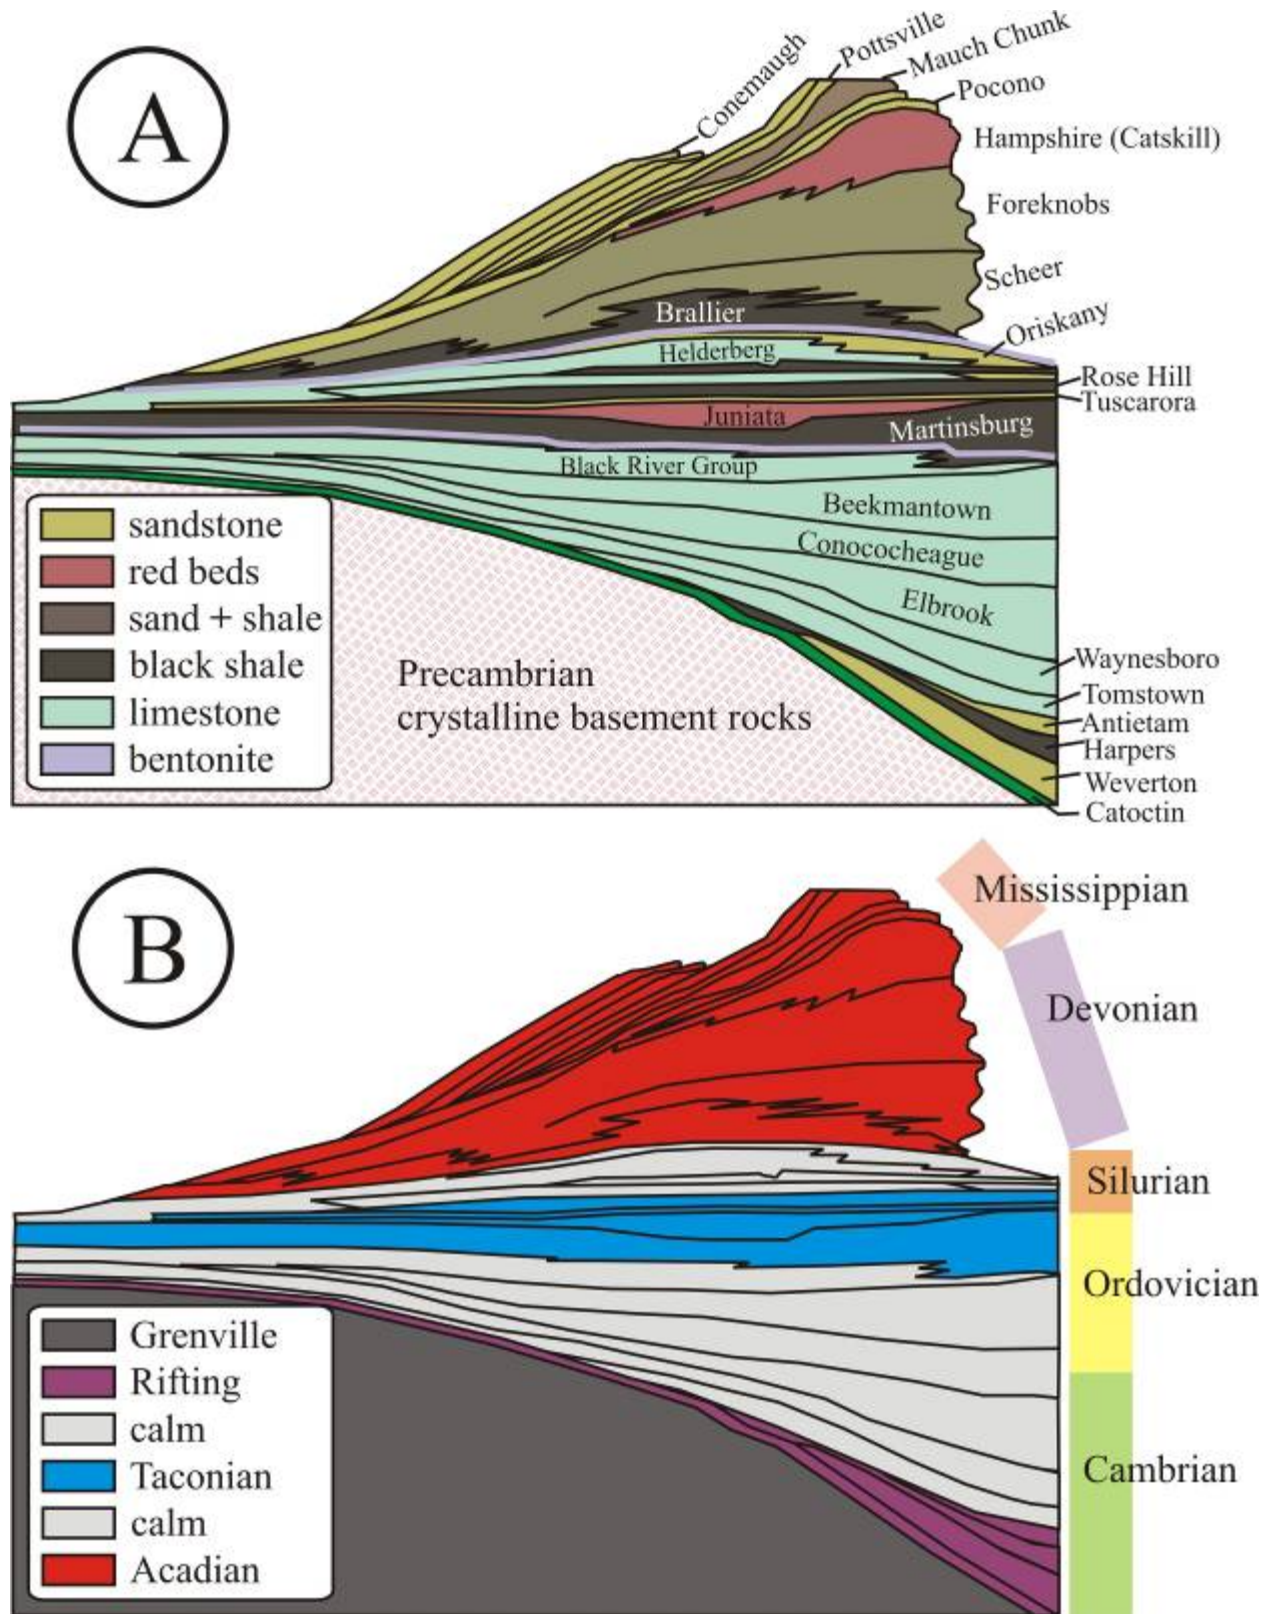 A
Conemaugh
Pottsville
Mauch Chunk
Pocono
Hampshire (Catskill)
Foreknobs
Scheer
Brallier
Oriskany
Helderberg
Rose Hill
Tuscarora
Juniata
Martinsburg
Black River Group
Beekmantown
Conococheague
Elbrook
Waynesboro
Tomstown
Antietam
Harpers
Weverton
Catoctin
sandstone
red beds
sand + shale
black shale
limestone
bentonite
Precambrian
crystalline basement rocks
B
Mississippian
Devonian
Silurian
Ordovician
Cambrian
Grenville
Rifting
calm
Taconian
calm
Acadian